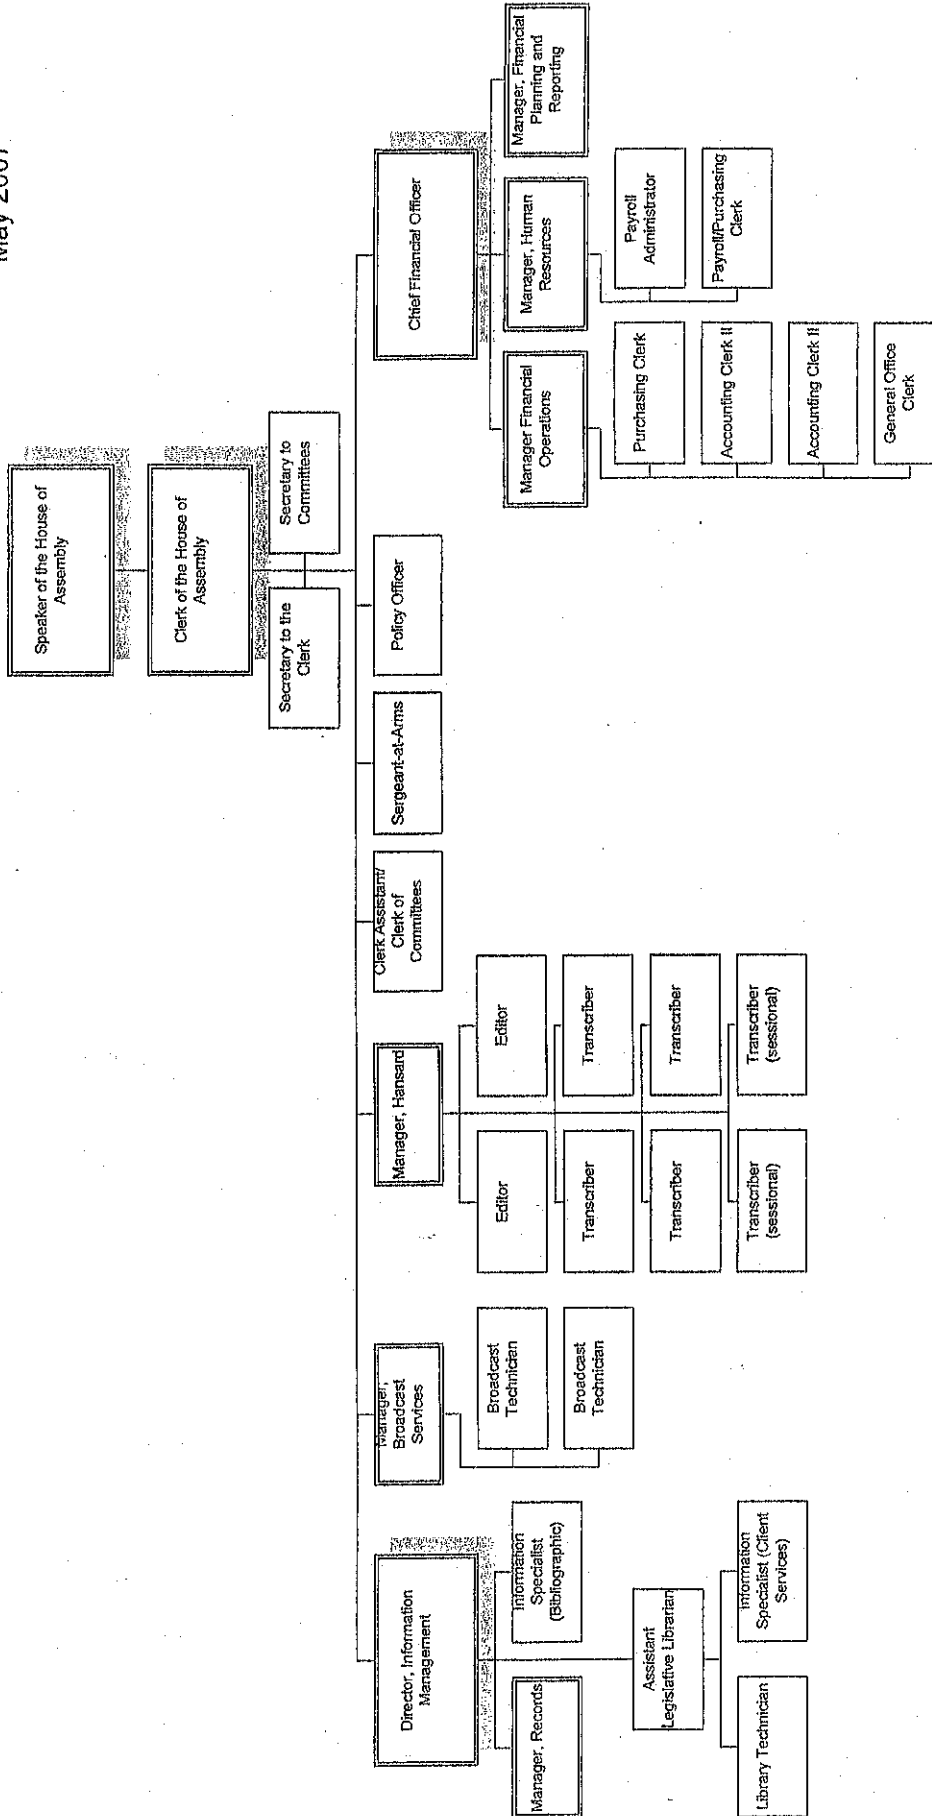 May 2007
Speaker of the House of
Assembly
Clerk of the House of
Assembly
Secretary to the
Clerk
Secretary to
Committees
Director, Information
Management
Manager,
Broadcast
Services
Manager, Hansard
Clerk Assistant/
Clerk of
Committees
Sergeant-at-Arms
Policy Officer
Chief Financial Officer
Manager, Records
Information
Specialist
(Bibliographic)
Assistant
Legislative Librarian
Library Technician
Information
Specialist (Client
Services)
Broadcast
Technician
Broadcast
Technician
Editor
Editor
Transcriber
Transcriber
Transcriber
Transcriber
Transcriber
(sessional)
Transcriber
(sessional)
Manager Financial
Operations
Manager, Human
Resources
Manager, Financial
Planning and
Reporting
Purchasing Clerk
Accounting Clerk II
Accounting Clerk II
General Office
Clerk
Payroll
Administrator
Payroll/Purchasing
Clerk